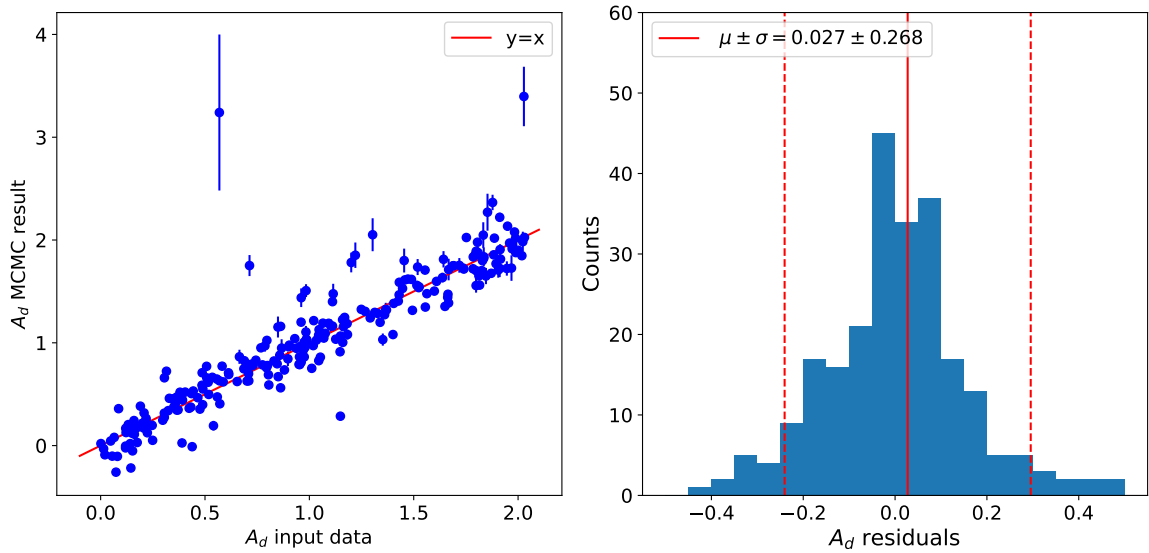 y=x
4
3
2
1
0
A_d MCMC result
0.0 0.5 1.0 1.5 2.0
A_d input data
μ ± σ = 0.027 ± 0.268
60
50
40
30
20
10
0
Counts
−0.4 −0.2 0.0 0.2 0.4
A_d residuals